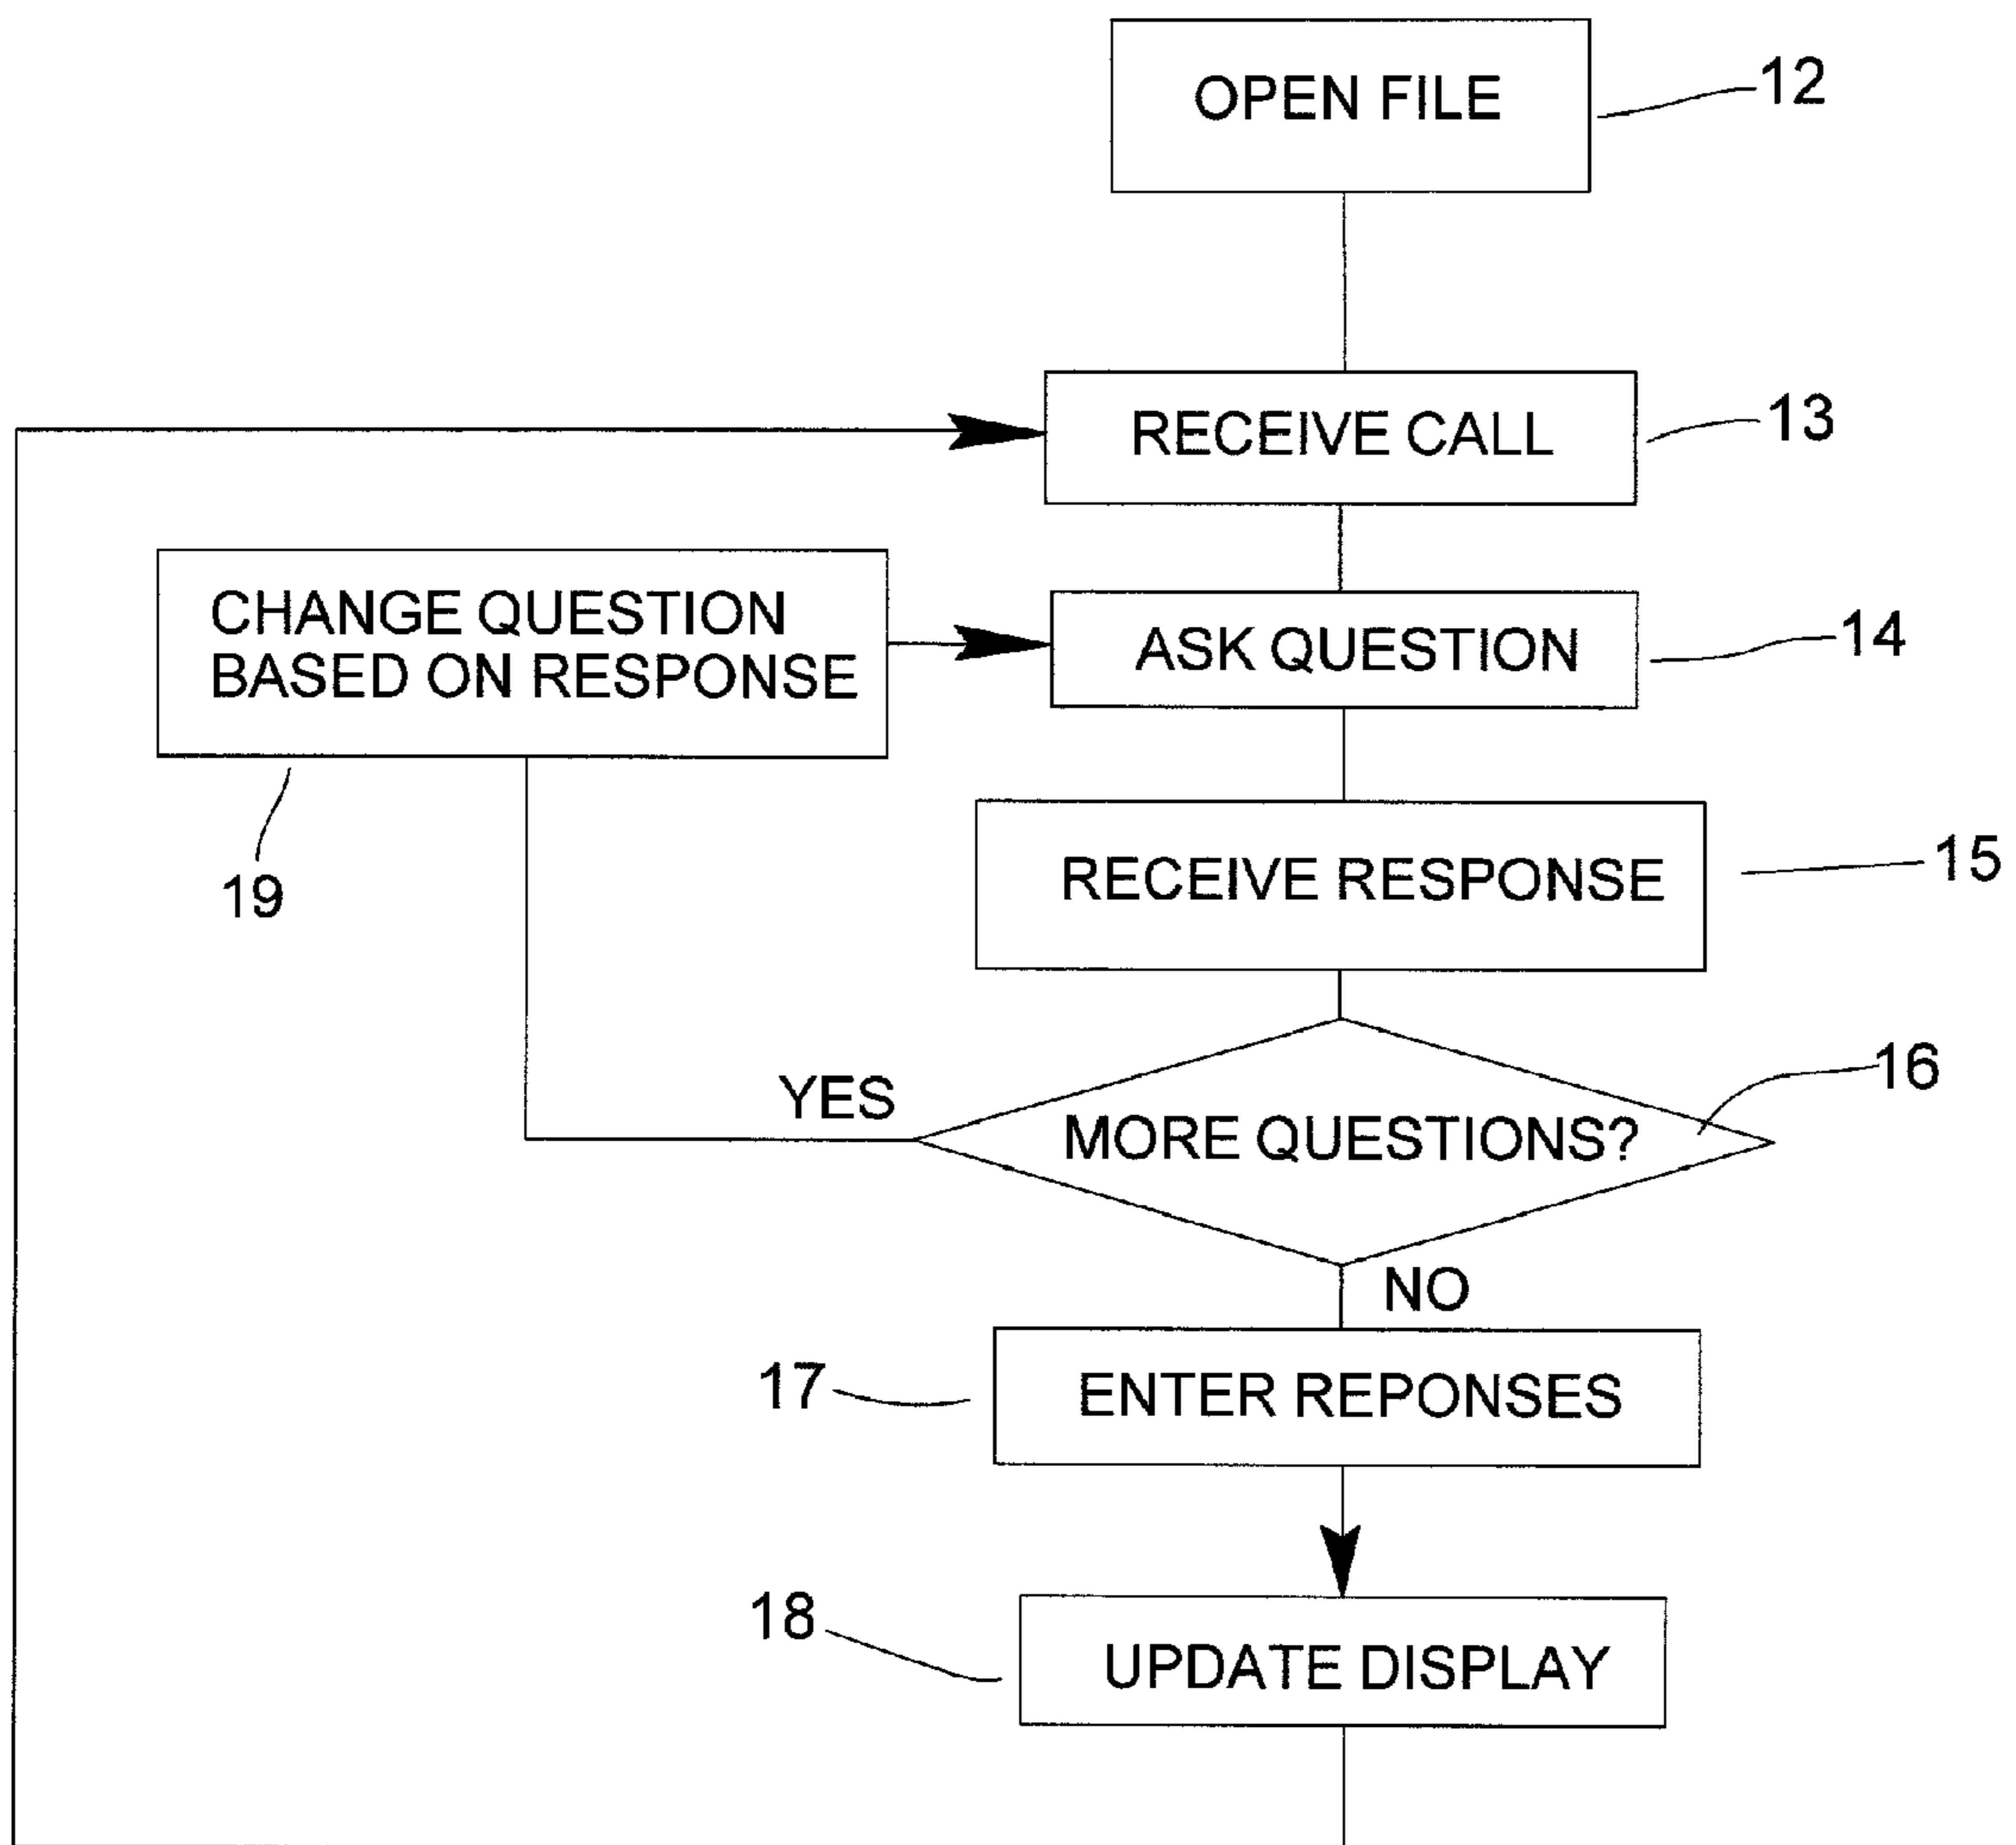 OPEN FILE
12
RECEIVE CALL
13
CHANGE QUESTION
BASED ON RESPONSE
19
ASK QUESTION
14
RECEIVE RESPONSE
15
YES
MORE QUESTIONS?
16
NO
17
ENTER REPONSES
18
UPDATE DISPLAY